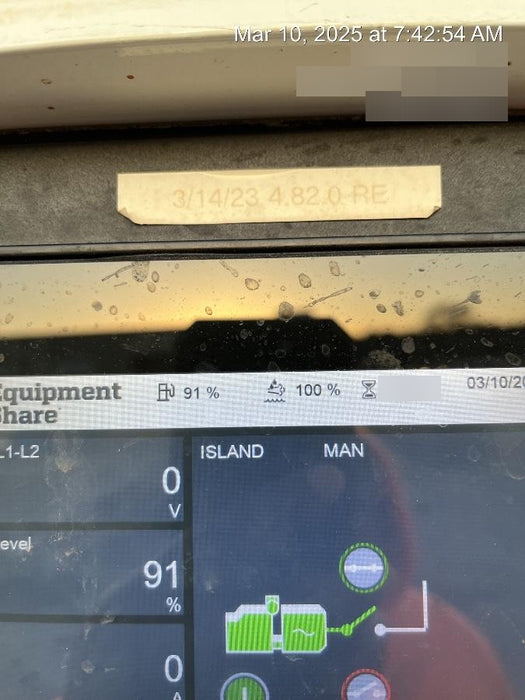 Mar 10, 2025 at 7:42:54 AM
3/14/23 4.82.0 RE
Equipment
Share
91 %
100 %
03/10/20
L1-L2
ISLAND
MAN
0
V
evel
91
%
0
A